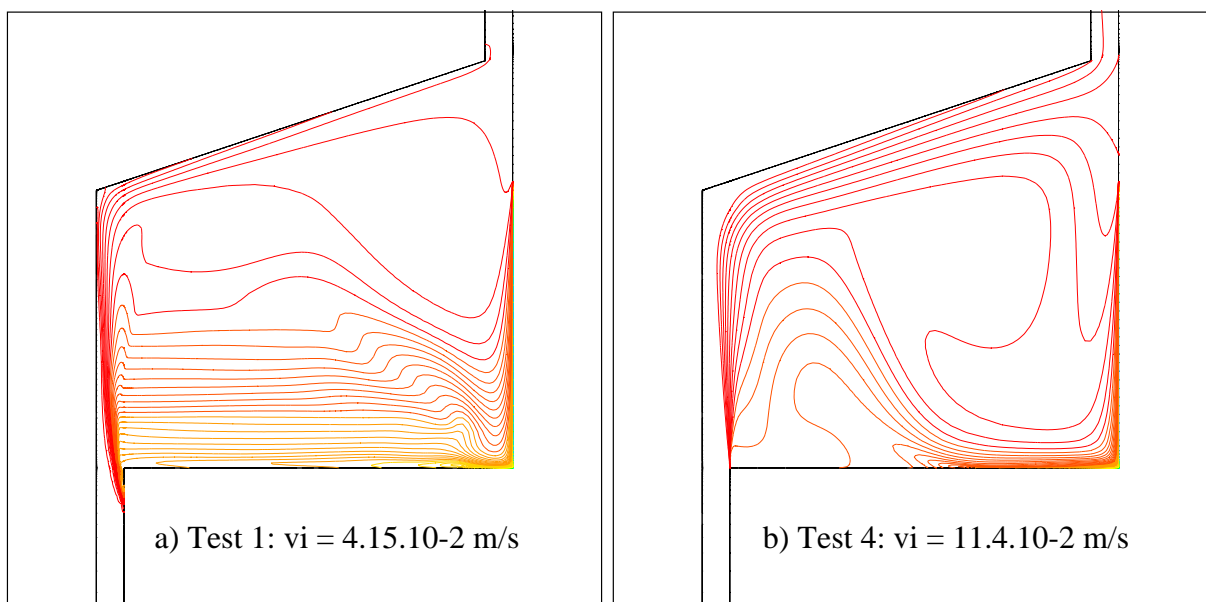 a) Test 1: vi = 4.15.10-2 m/s
b) Test 4: vi = 11.4.10-2 m/s